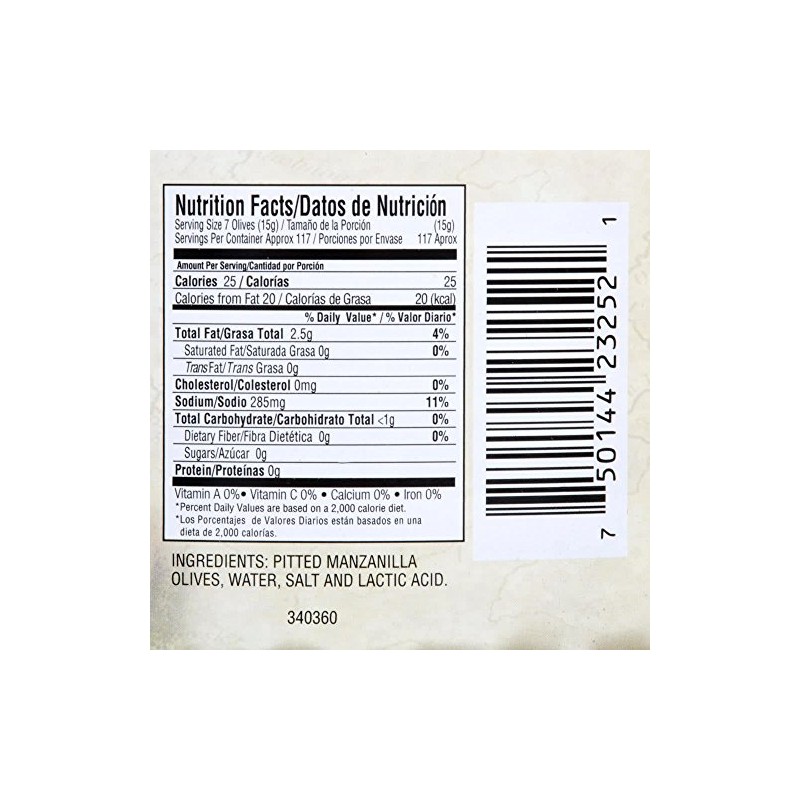 Nutrition Facts/Datos de Nutrición
Serving Size 7 Olives (15g) / Tamaño de la Porción (15g)
Servings Per Container Approx 117 / Porciones por Envase 117 Aprox
Amount Per Serving/Cantidad por Porción
Calories 25 / Calorías 25
Calories from Fat 20 / Calorías de Grasa 20 (kcal)
% Daily Value* / % Valor Diario*
Total Fat/Grasa Total 2.5g 4%
Saturated Fat/Saturada Grasa 0g 0%
Trans Fat/Trans Grasa 0g
Cholesterol/Colesterol 0mg 0%
Sodium/Sodio 285mg 11%
Total Carbohydrate/Carbohidrato Total <1g 0%
Dietary Fiber/Fibra Dietética 0g 0%
Sugars/Azúcar 0g
Protein/Proteínas 0g
Vitamin A 0% • Vitamin C 0% • Calcium 0% • Iron 0%
*Percent Daily Values are based on a 2,000 calorie diet.
*Los Porcentajes de Valores Diarios están basados en una
dieta de 2,000 calorías.
INGREDIENTS: PITTED MANZANILLA
OLIVES, WATER, SALT AND LACTIC ACID.
340360
7 50144 23252 1